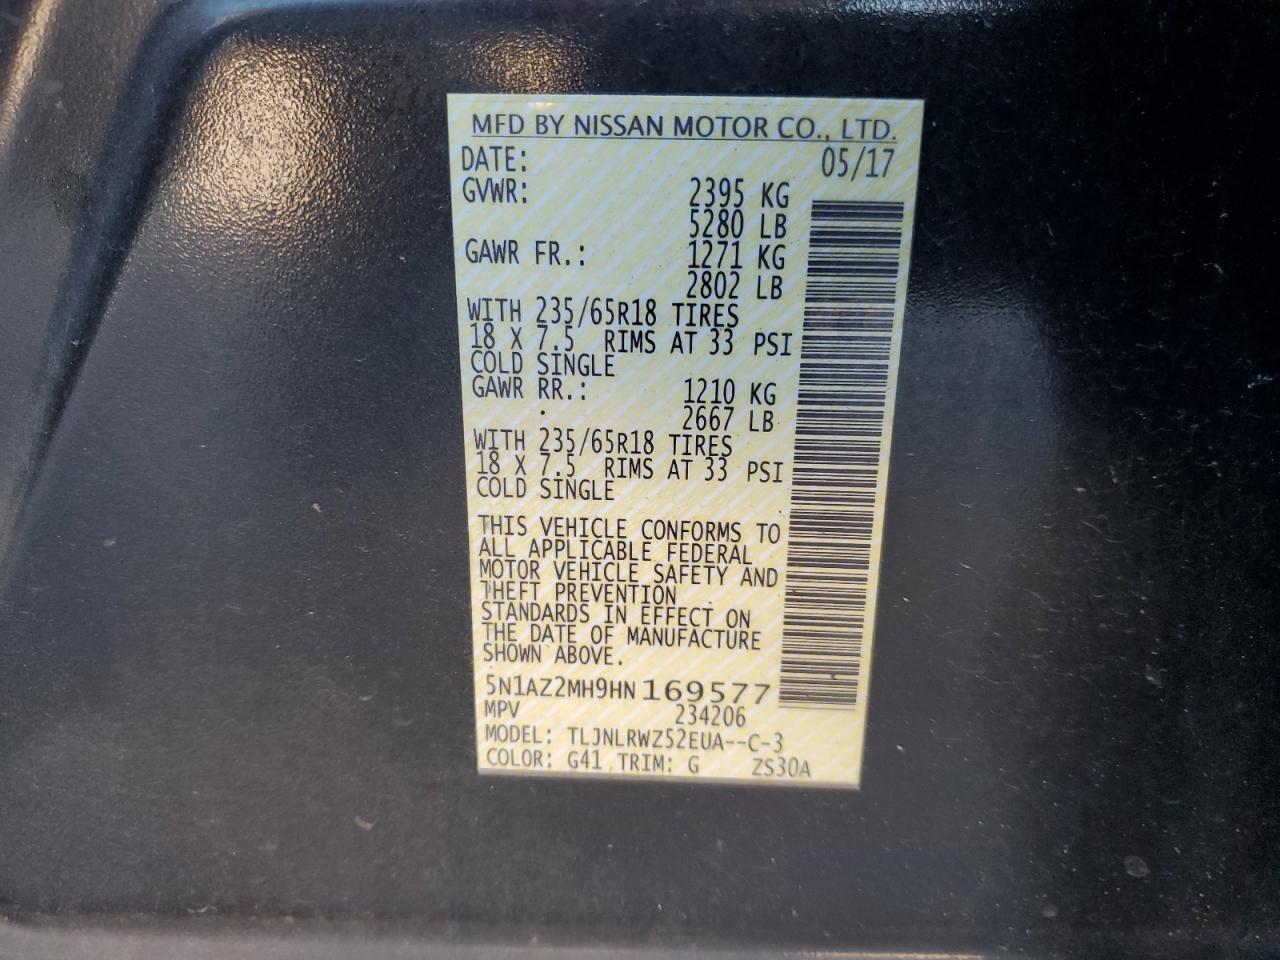 MFD BY NISSAN MOTOR CO., LTD.
DATE: 05/17
GVWR: 2395 KG
5280 LB
GAWR FR.: 1271 KG
2802 LB
WITH 235/65R18 TIRES
18 X 7.5 RIMS AT 33 PSI
COLD SINGLE
GAWR RR.: 1210 KG
2667 LB
WITH 235/65R18 TIRES
18 X 7.5 RIMS AT 33 PSI
COLD SINGLE
THIS VEHICLE CONFORMS TO
ALL APPLICABLE FEDERAL
MOTOR VEHICLE SAFETY AND
THEFT PREVENTION
STANDARDS IN EFFECT ON
THE DATE OF MANUFACTURE
SHOWN ABOVE.
5N1AZ2MH9HN 169577
MPV 234206
MODEL: TLJNLRWZ52EUA--C-3
COLOR: G41 TRIM: G ZS30A